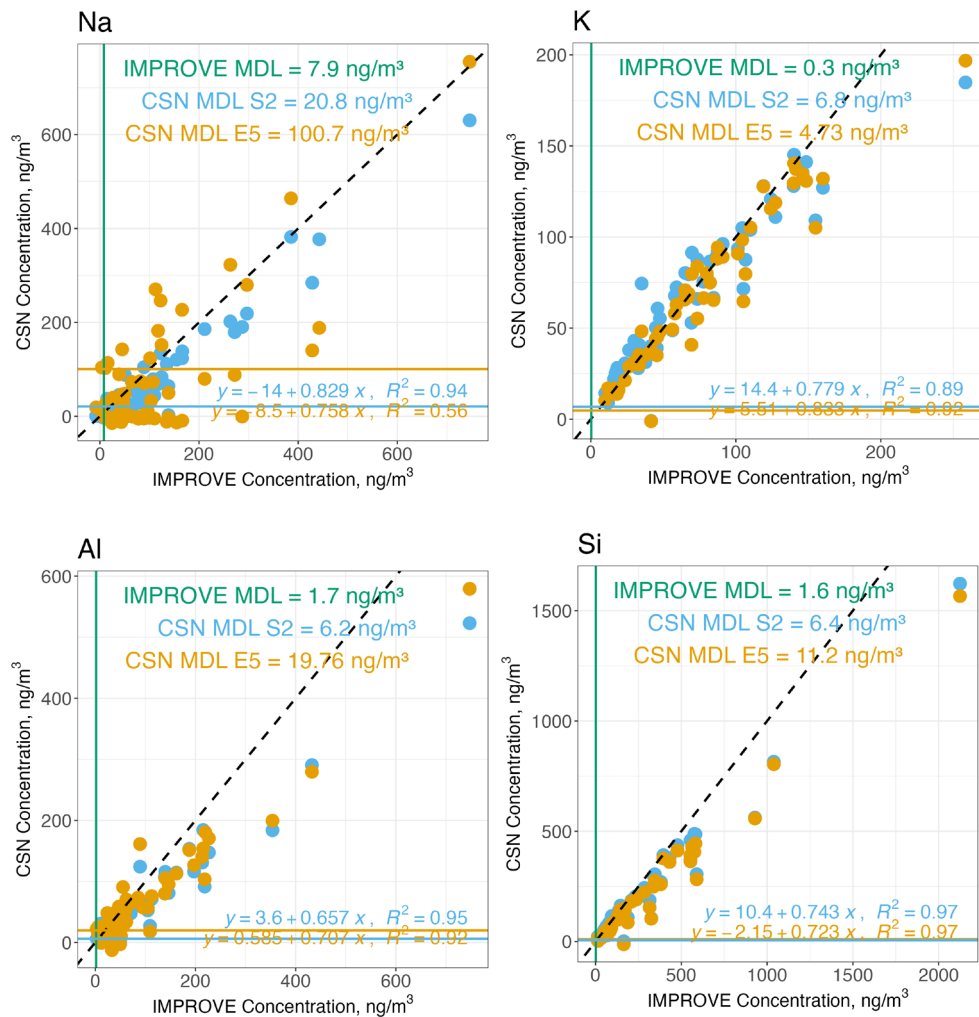 Na
IMPROVE MDL = 7.9 ng/m³
CSN MDL S2 = 20.8 ng/m³
CSN MDL E5 = 100.7 ng/m³
600
400
200
0
y = −14 + 0.829 x , R² = 0.94
y = −8.5 + 0.758 x , R² = 0.56
0 200 400 600
CSN Concentration, ng/m³
IMPROVE Concentration, ng/m³
K
IMPROVE MDL = 0.3 ng/m³
CSN MDL S2 = 6.8 ng/m³
CSN MDL E5 = 4.73 ng/m³
200
150
100
50
0
y = 14.4 + 0.779 x , R² = 0.89
y = 5.51 + 0.833 x , R² = 0.92
0 100 200
CSN Concentration, ng/m³
IMPROVE Concentration, ng/m³
Al
IMPROVE MDL = 1.7 ng/m³
CSN MDL S2 = 6.2 ng/m³
CSN MDL E5 = 19.76 ng/m³
600
400
200
0
y = 3.6 + 0.657 x , R² = 0.95
y = 0.585 + 0.707 x , R² = 0.92
0 200 400 600
CSN Concentration, ng/m³
IMPROVE Concentration, ng/m³
Si
IMPROVE MDL = 1.6 ng/m³
CSN MDL S2 = 6.4 ng/m³
CSN MDL E5 = 11.2 ng/m³
1500
1000
500
0
y = 10.4 + 0.743 x , R² = 0.97
y = −2.15 + 0.723 x , R² = 0.97
0 500 1000 1500 2000
CSN Concentration, ng/m³
IMPROVE Concentration, ng/m³